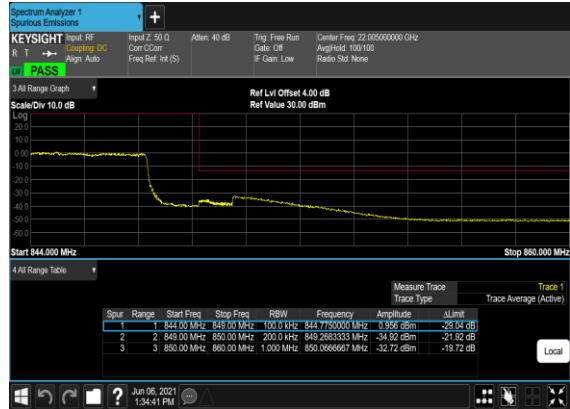 Spectrum Analyzer 1
Spurious Emissions
+
KEYSIGHT Input: RF Input Z: 50 Ω Atten: 40 dB Trig: Free Run Center Freq: 22.005000000 GHz
R T Coupling: DC Corr CCorr Gate: Off Avg|Hold: 100/100
Align: Auto Freq Ref: Int (S) IF Gain: Low Radio Std: None
PASS
3 All Range Graph
Ref Lvl Offset 4.00 dB
Scale/Div 10.0 dB Ref Value 30.00 dBm
Log
20.0
10.0
0.00
-10.0
-20.0
-30.0
-40.0
-50.0
-60.0
Start 844.000 MHz Stop 860.000 MHz
4 All Range Table
Measure Trace Trace 1
Trace Type Trace Average (Active)
Spur Range Start Freq Stop Freq RBW Frequency Amplitude ΔLimit
1 1 844.00 MHz 849.00 MHz 100.0 kHz 844.7750000 MHz 0.956 dBm -29.04 dB
2 2 849.00 MHz 850.00 MHz 200.0 kHz 849.2683333 MHz -34.92 dBm -21.92 dB
3 3 850.00 MHz 860.00 MHz 1.000 MHz 850.0666667 MHz -32.72 dBm -19.72 dB
Local
? Jun 06, 2021
1:34:41 PM